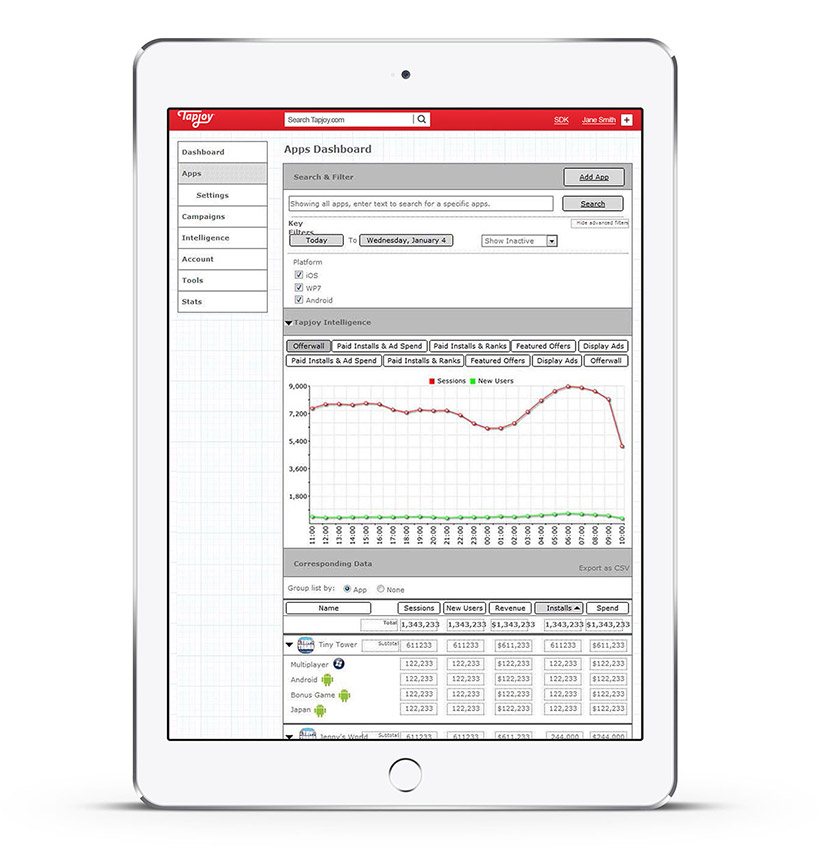 Tapjoy
Search Tapjoy.com
SDK
Jane Smith +
Dashboard
Apps
Settings
Campaigns
Intelligence
Account
Tools
Stats
Apps Dashboard
Search & Filter
Add App
Showing all apps, enter text to search for a specific apps.
Search
Key
Filters
Hide advanced filters
Today To Wednesday, January 4 Show Inactive
Platform
iOS
WP7
Android
Tapjoy Intelligence
Offerwall Paid Installs & Ad Spend Paid Installs & Ranks Featured Offers Display Ads
Paid Installs & Ad Spend Paid Installs & Ranks Featured Offers Display Ads Offerwall
Sessions New Users
9,000
7,200
5,400
3,600
1,800
11:00 12:00 13:00 14:00 15:00 16:00 17:00 18:00 19:00 20:00 21:00 22:00 23:00 00:00 01:00 02:00 03:00 04:00 05:00 06:00 07:00 08:00 09:00 10:00
Corresponding Data
Export as CSV
Group list by: App None
Name Sessions New Users Revenue Installs Spend
Total 1,343,233 1,343,233 $1,343,233 1,343,233 $1,343,233
Tiny Tower Subtotal 611233 611233 $611,233 611233 $611,233
Multiplayer 122,233 122,233 $122,233 122,233 $122,233
Android 122,233 122,233 $122,233 122,233 $122,233
Bonus Game 122,233 122,233 $122,233 122,233 $122,233
Japan 122,233 122,233 $122,233 122,233 $122,233
Jenny's World Subtotal 611233 611233 $611,233 244,000 $244,000